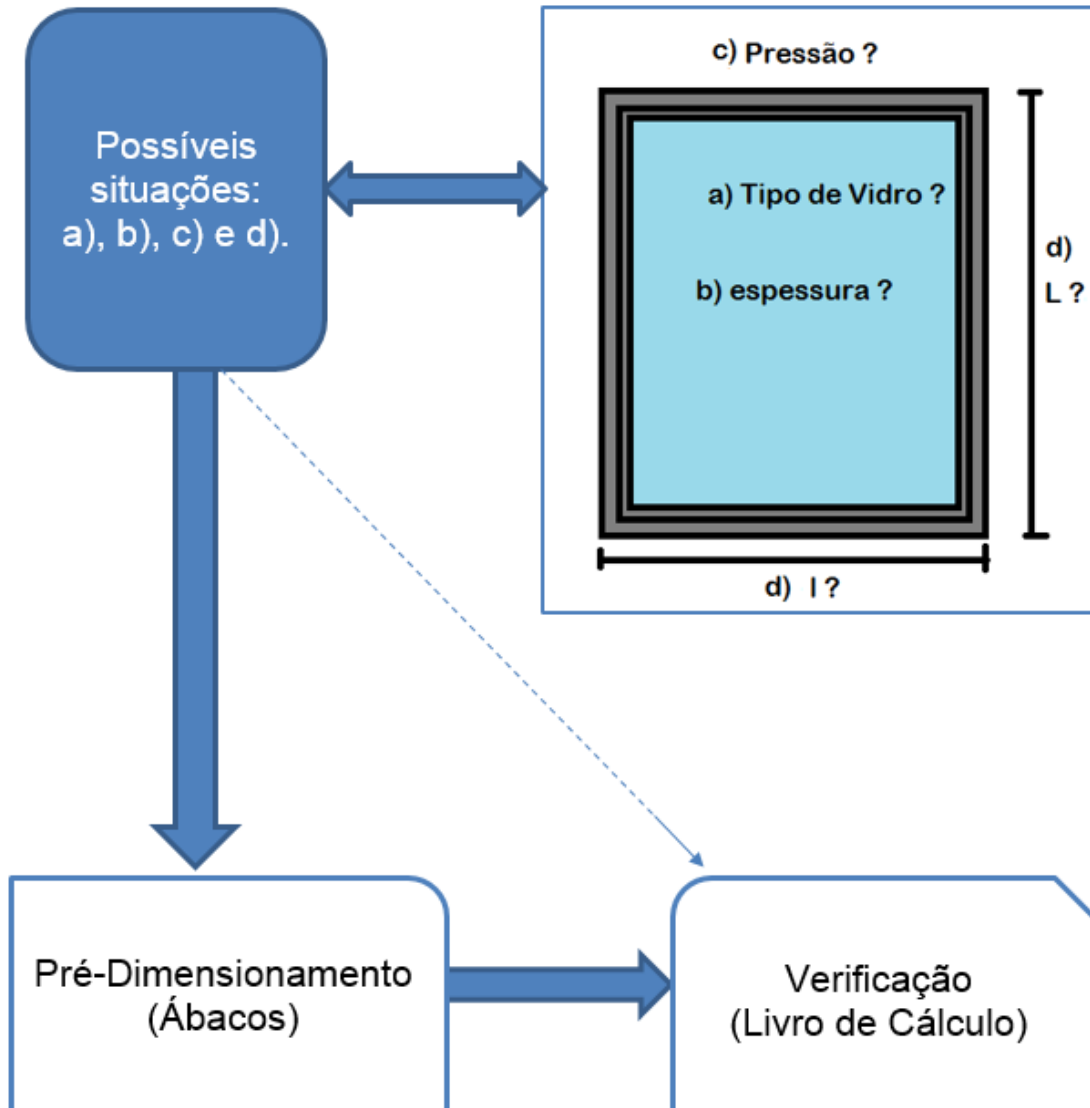 Possíveis
situações:
a), b), c) e d).
c) Pressão ?
a) Tipo de Vidro ?
b) espessura ?
d)
L ?
d) l ?
Pré-Dimensionamento
(Ábacos)
Verificação
(Livro de Cálculo)